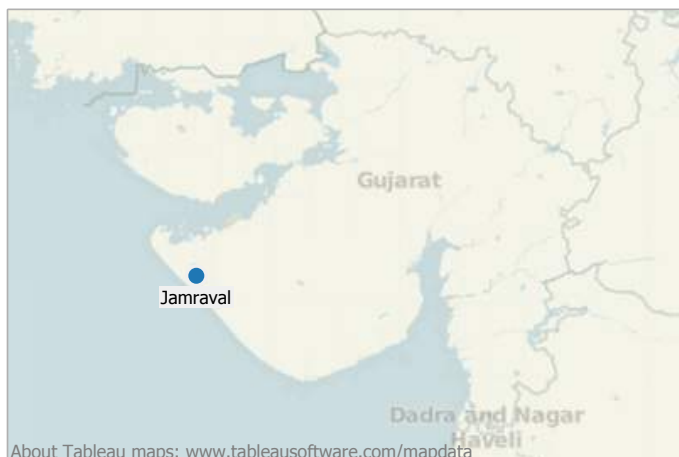 Gujarat
Jamraval
Dadra and Nagar
Haveli
About Tableau maps: www.tableausoftware.com/mapdata